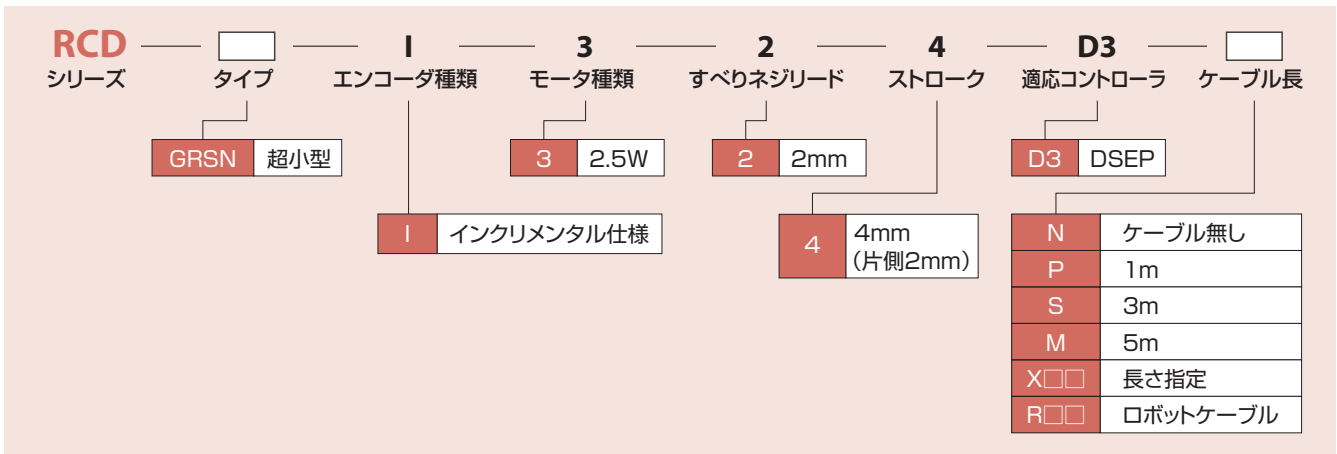 RCD — □ — I — 3 — 2 — 4 — D3 — □
シリーズ タイプ エンコーダ種類 モータ種類 すべりネジリード ストローク 適応コントローラ ケーブル長
GRSN 超小型
3 2.5W
2 2mm
D3 DSEP
I インクリメンタル仕様
4 4mm
(片側2mm)
N ケーブル無し
P 1m
S 3m
M 5m
X□□ 長さ指定
R□□ ロボットケーブル